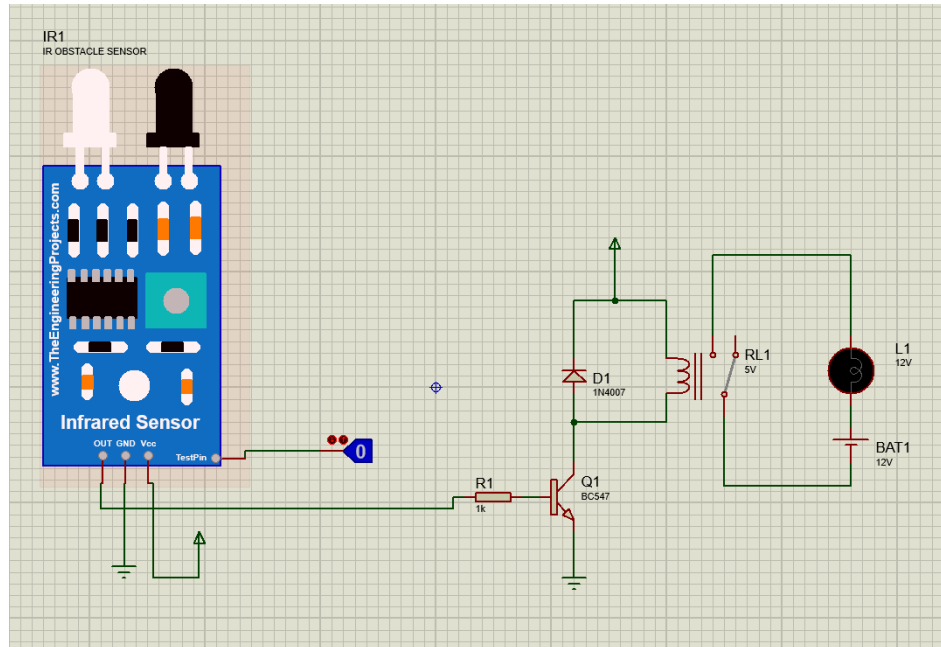 IR1
IR OBSTACLE SENSOR
www.TheEngineeringProjects.com
Infrared Sensor
OUT GND Vcc
TestPin
0
R1
1k
Q1
BC547
D1
1N4007
RL1
5V
L1
12V
BAT1
12V